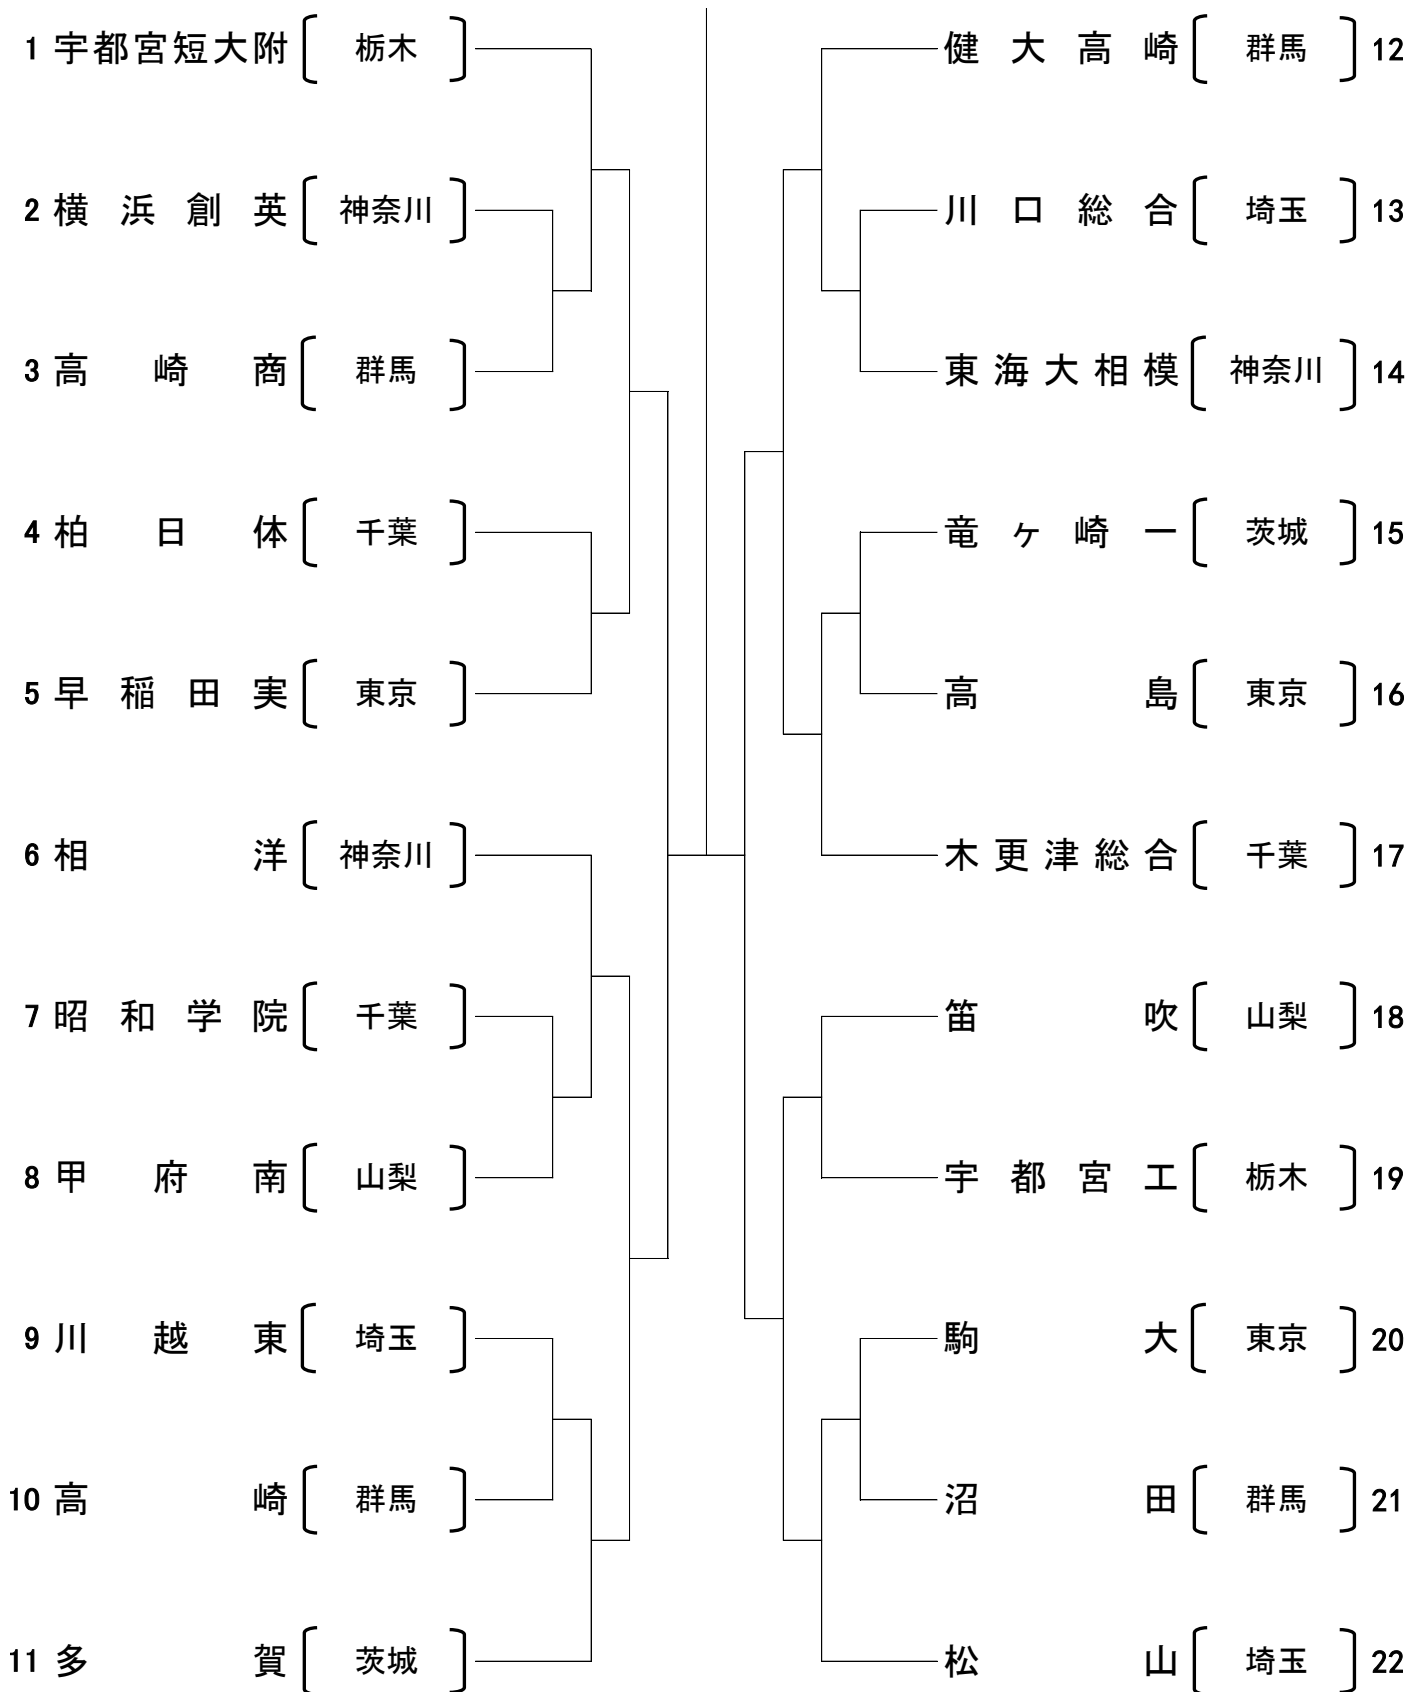 1 宇都宮短大附 [ 栃木 ]
2 横浜創英 [ 神奈川 ]
3 高崎商 [ 群馬 ]
4 柏日体 [ 千葉 ]
5 早稲田実 [ 東京 ]
6 相洋 [ 神奈川 ]
7 昭和学院 [ 千葉 ]
8 甲府南 [ 山梨 ]
9 川越東 [ 埼玉 ]
10 高崎 [ 群馬 ]
11 多賀 [ 茨城 ]
健大高崎 [ 群馬 ] 12
川口総合 [ 埼玉 ] 13
東海大相模 [ 神奈川 ] 14
竜ヶ崎一 [ 茨城 ] 15
高島 [ 東京 ] 16
木更津総合 [ 千葉 ] 17
笛吹 [ 山梨 ] 18
宇都宮工 [ 栃木 ] 19
駒大 [ 東京 ] 20
沼田 [ 群馬 ] 21
松山 [ 埼玉 ] 22